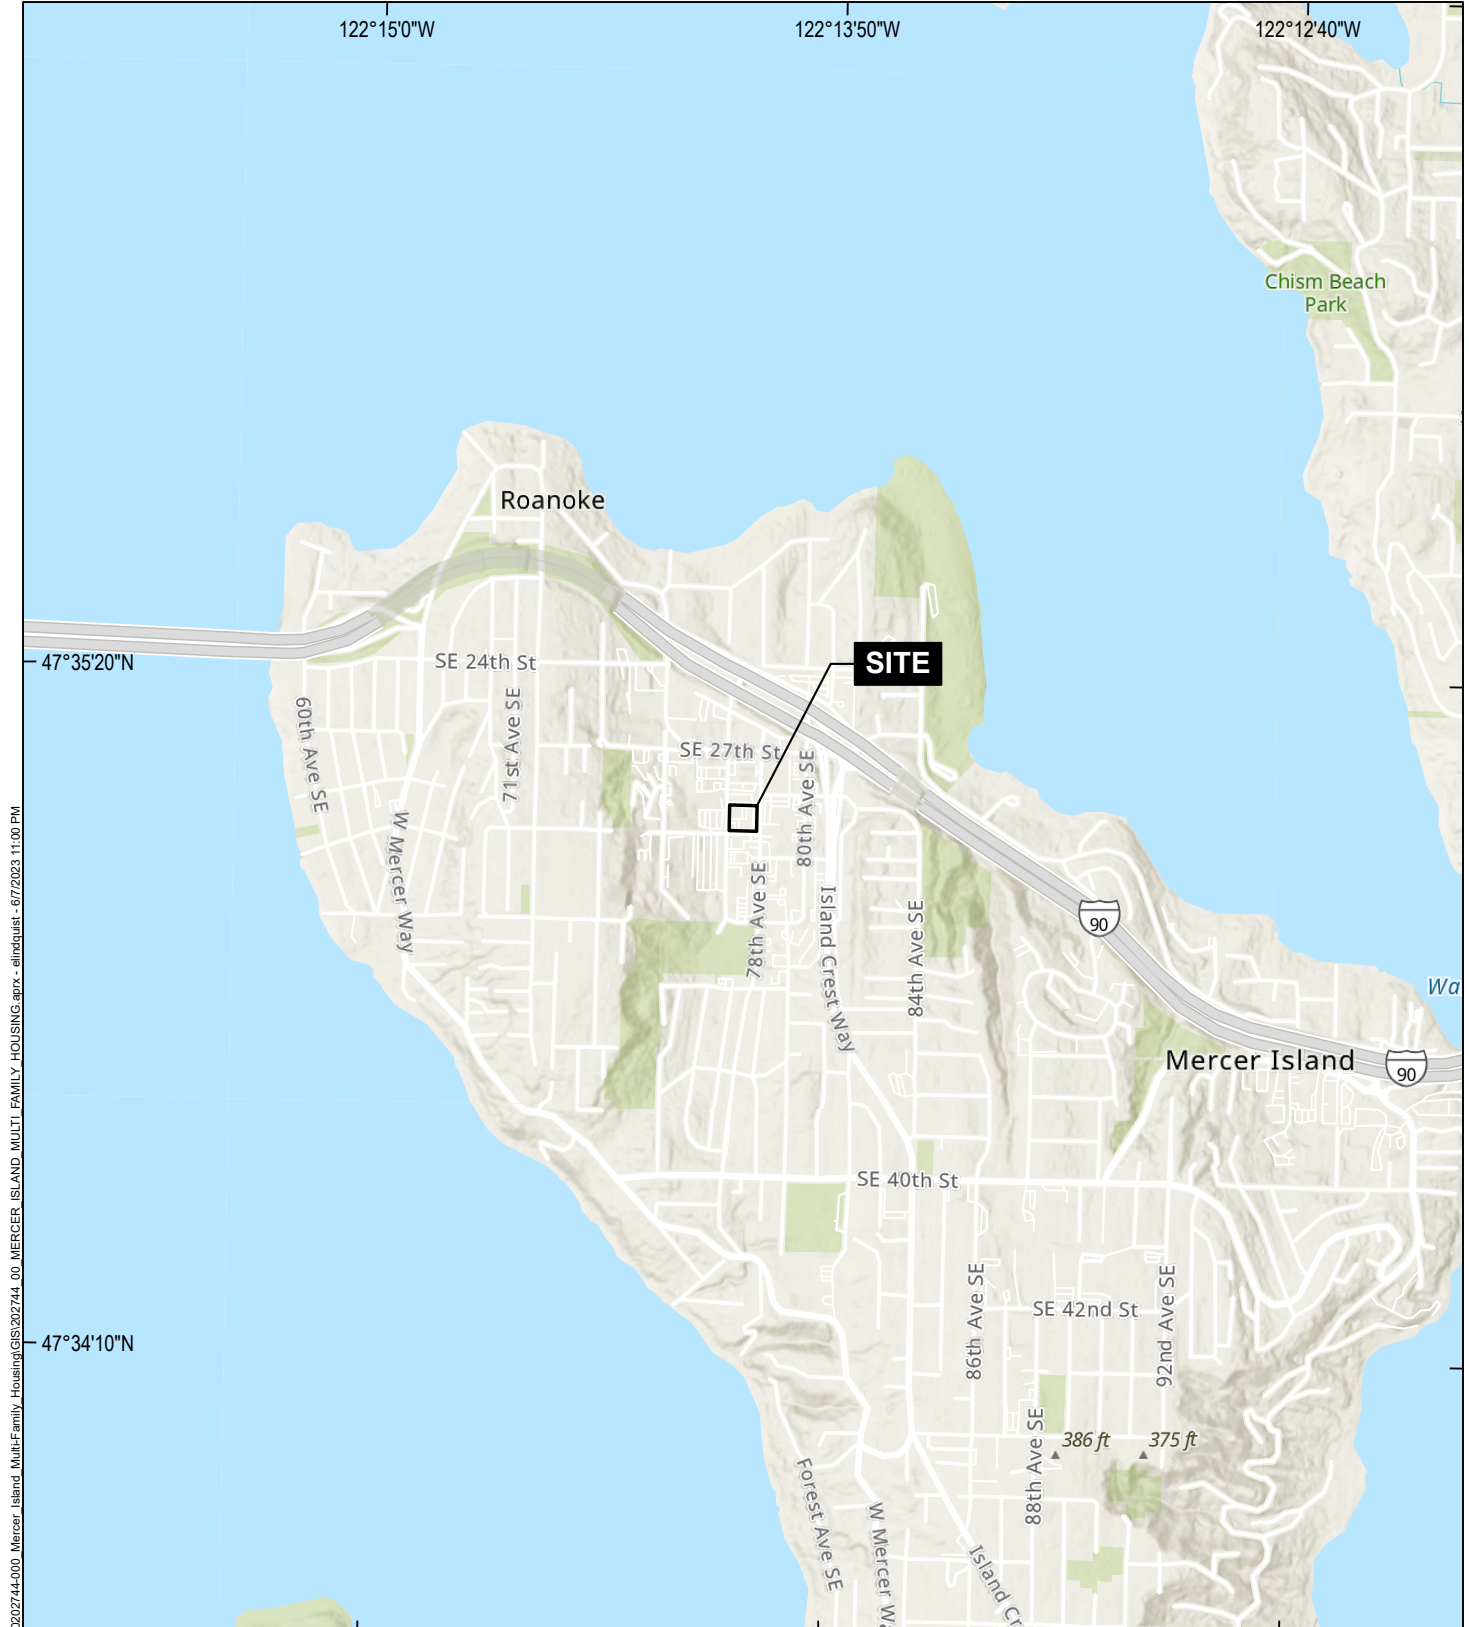 122°15'0"W
122°13'50"W
122°12'40"W
Chism Beach
Park
Roanoke
SITE
47°35'20"N
SE 24th St
60th Ave SE
71st Ave SE
SE 27th St
80th Ave SE
W Mercer Way
78th Ave SE
Island Crest Way
84th Ave SE
90
Wa
Mercer Island
90
SE 40th St
86th Ave SE
SE 42nd St
92nd Ave SE
47°34'10"N
88th Ave SE
386 ft
375 ft
Forest Ave SE
W Mercer Wa
Island Cr
0202744-000_Mercer_Island_Multi-Family_Housing\GIS\202744_00_MERCER_ISLAND_MULTI_FAMILY_HOUSING.aprx - elindquist - 6/7/2023 11:00 PM